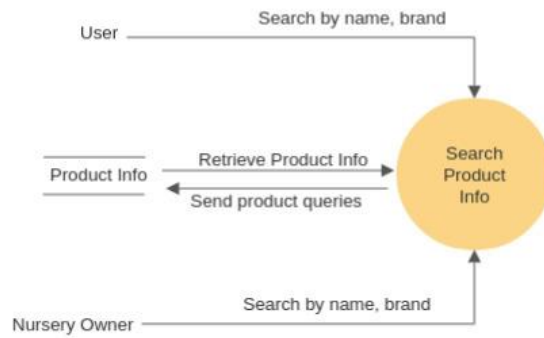 Search by name, brand
User
Retrieve Product Info
Product Info
Send product queries
Search
Product
Info
Search by name, brand
Nursery Owner